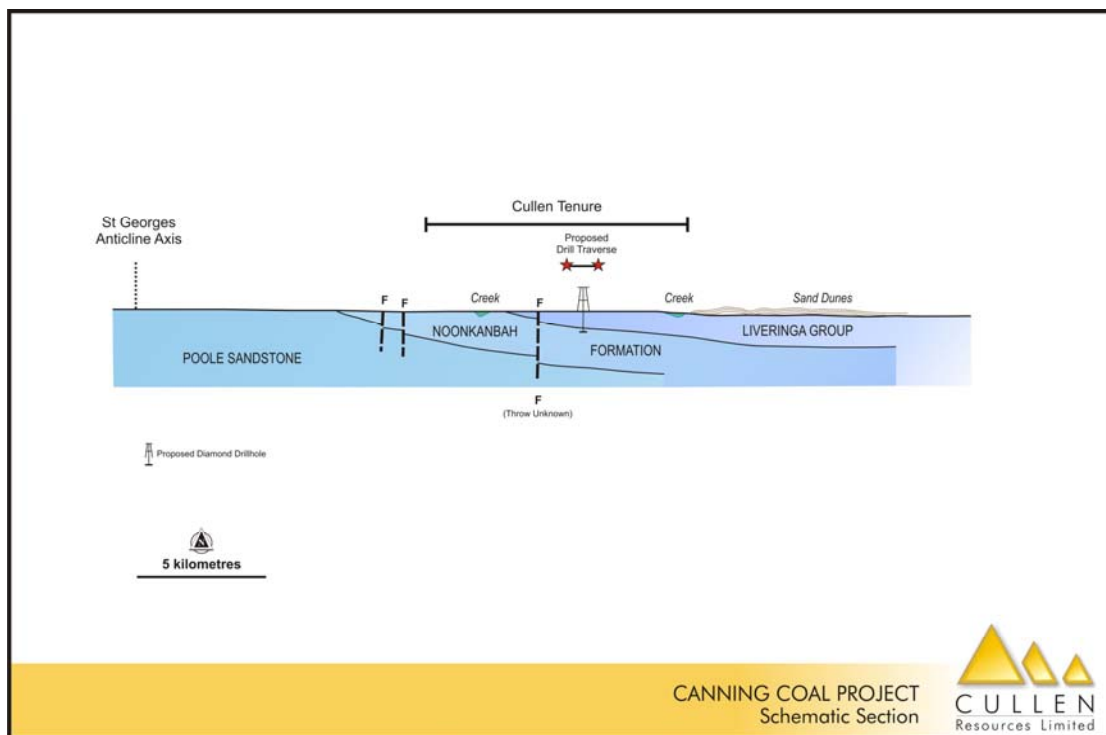 Cullen Tenure
St Georges
Anticline Axis
Proposed
Drill Traverse
F
F
Creek
F
Creek
Sand Dunes
NOONKANBAH
LIVERINGA GROUP
POOLE SANDSTONE
FORMATION
F
(Throw Unknown)
Proposed Diamond Drillhole
N
5 kilometres
CANNING COAL PROJECT
Schematic Section
CULLEN
Resources Limited